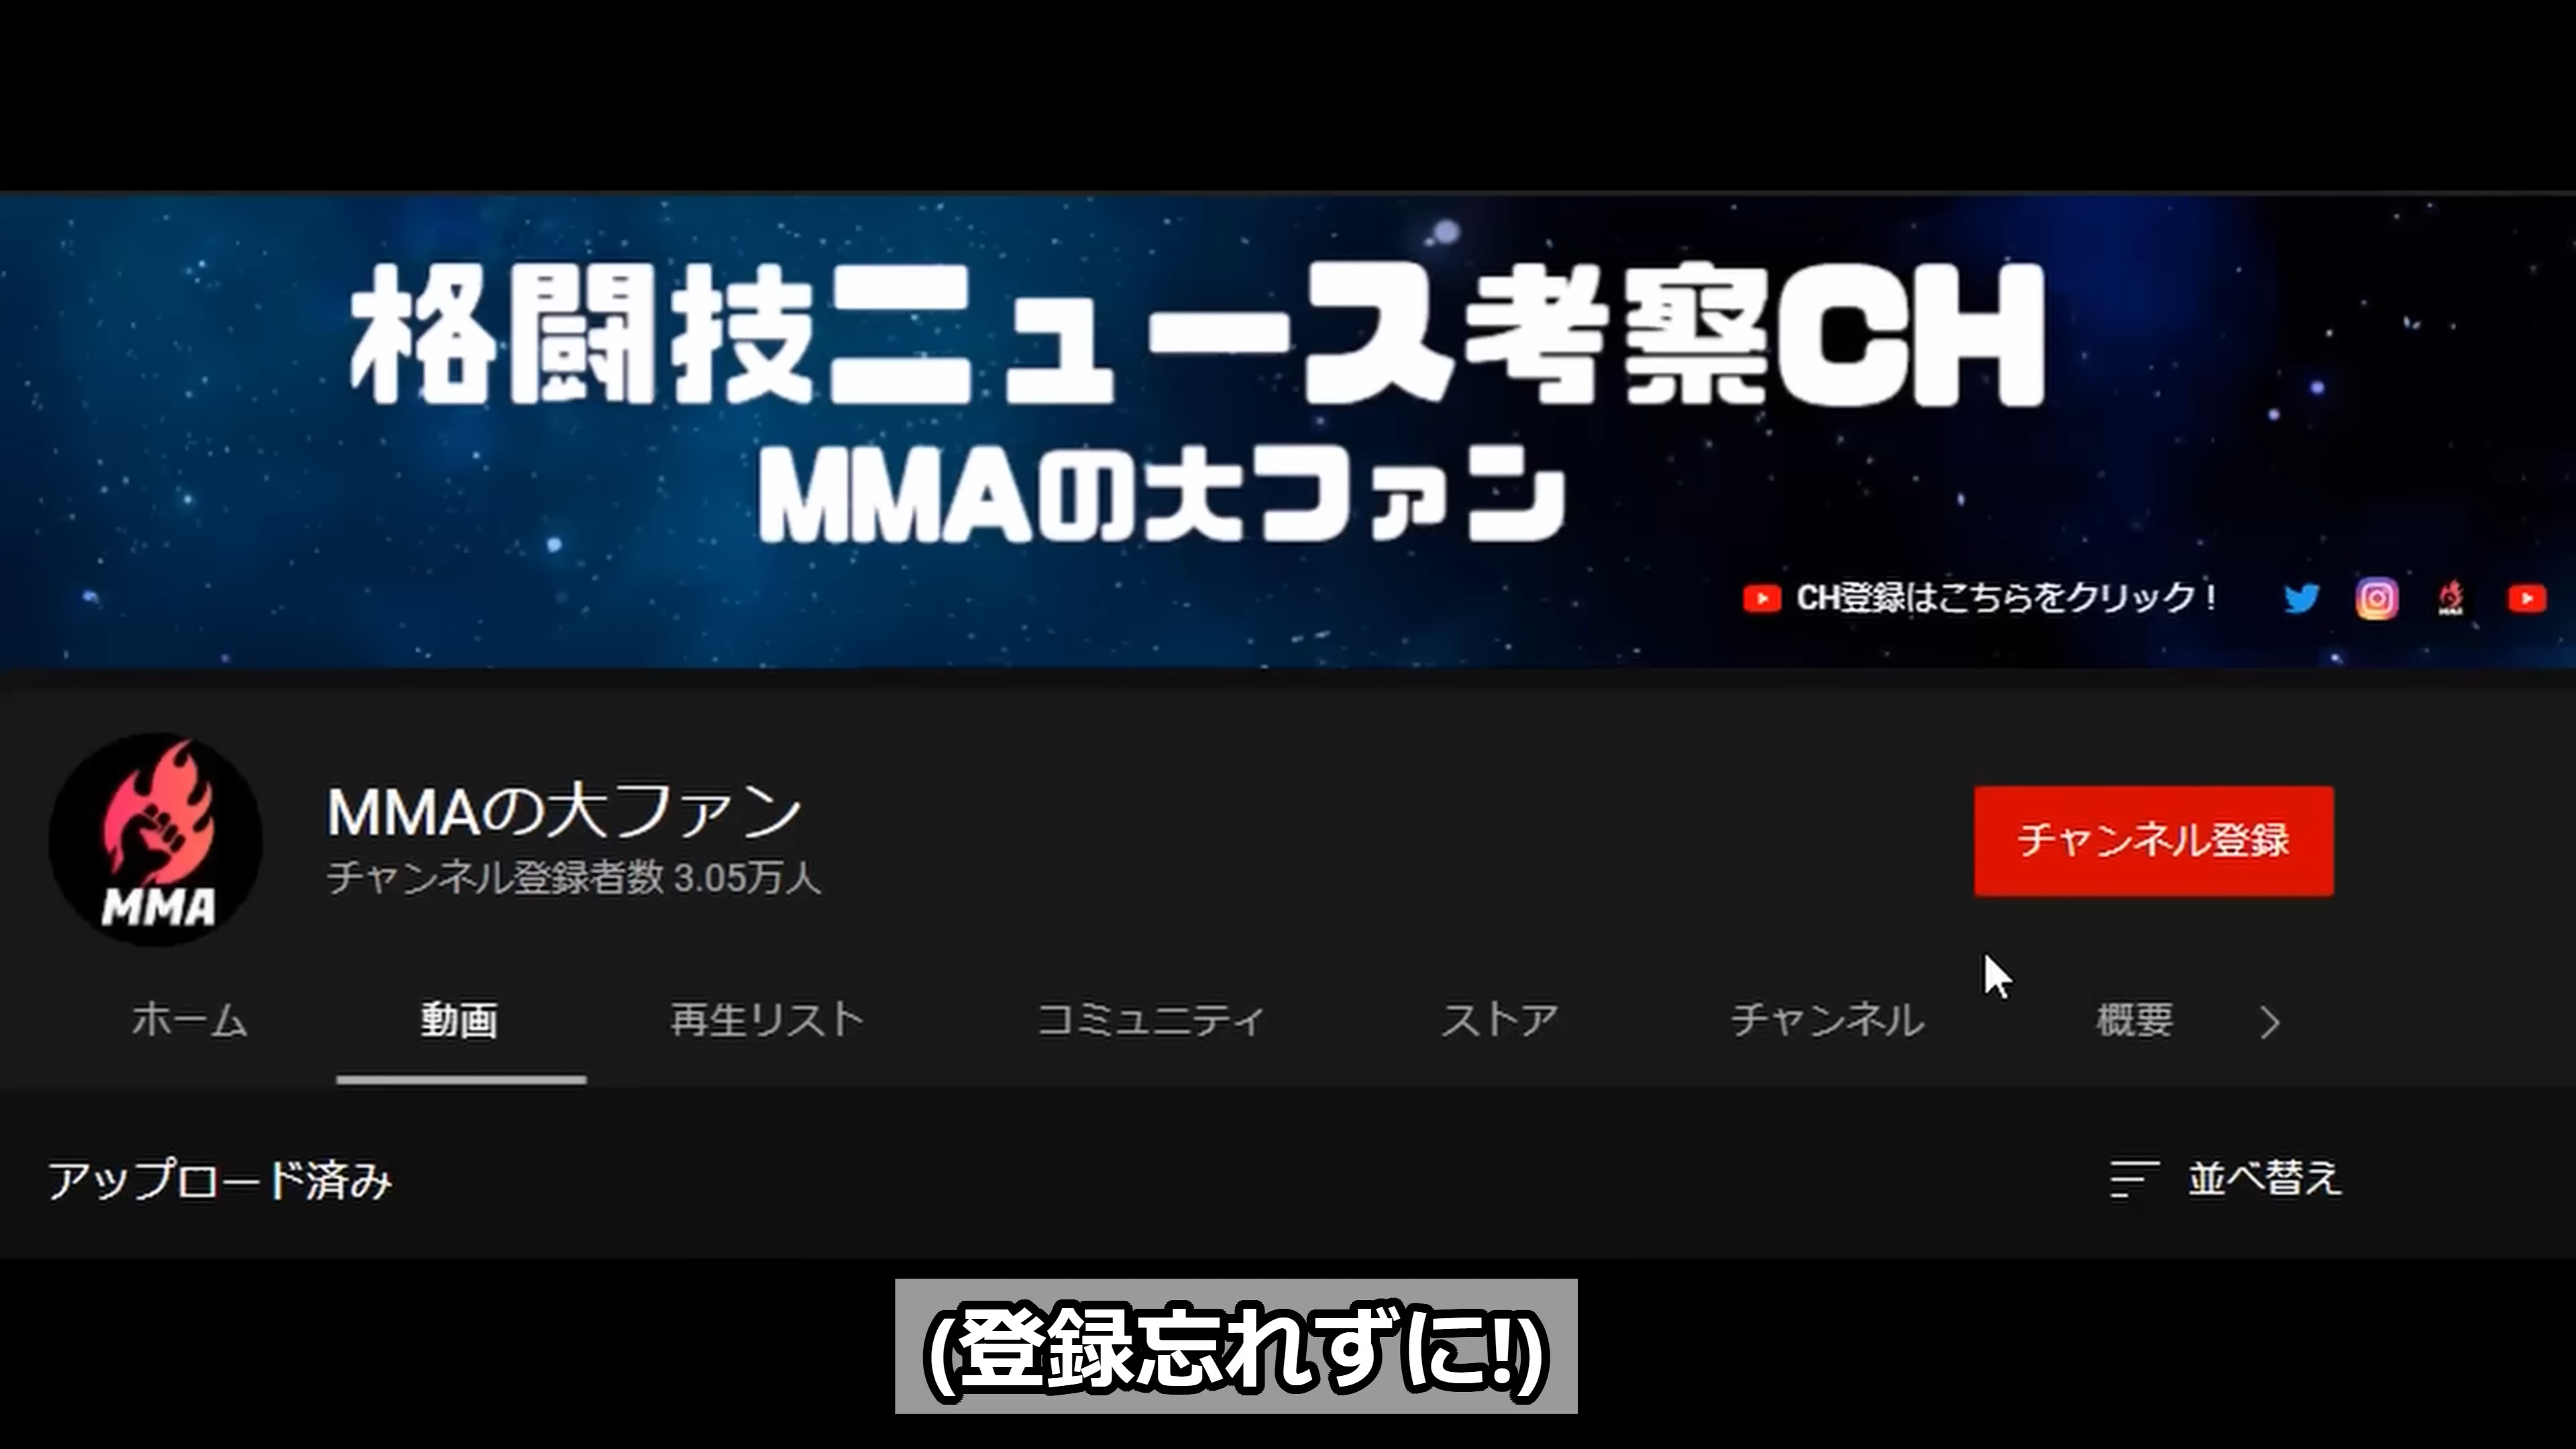 格闘技ニュース考察CH
MMAの大ファン
CH登録はこちらをクリック！
MMA
MMAの大ファン
チャンネル登録者数 3.05万人
チャンネル登録
ホーム 動画 再生リスト コミュニティ ストア チャンネル 概要
アップロード済み 並べ替え
(登録忘れずに!)